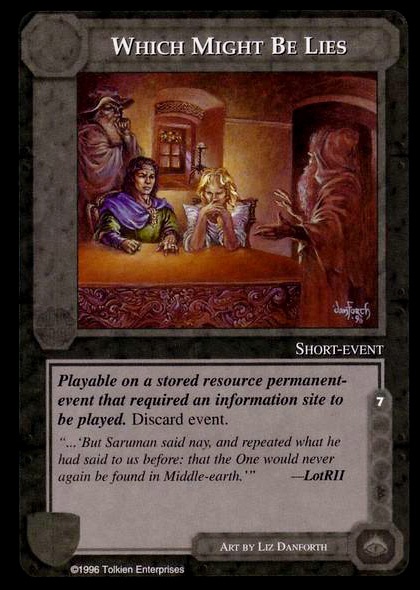 WHICH MIGHT BE LIES
danforth
SHORT-EVENT
Playable on a stored resource permanent-
event that required an information site to
be played. Discard event.
7
“...‘But Saruman said nay, and repeated what he
had said to us before: that the One would never
again be found in Middle-earth.’” —LotRII
ART BY LIZ DANFORTH
©1996 Tolkien Enterprises